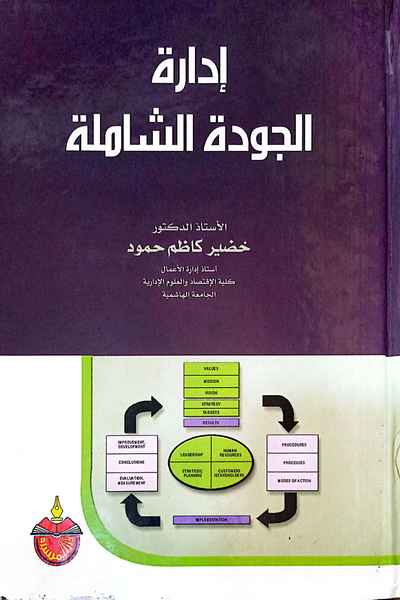 إدارة
الجودة الشاملة
الأستاذ الدكتور
خضير كاظم حمود
أستاذ إدارة الأعمال
كلية الإقتصاد والعلوم الإدارية
الجامعة الهاشمية
VALUES
MISSION
VISION
STRATEGY
TARGETS
RESULTS
IMPROVEMENT,
DEVELOPMENT
CONCLUSIONS
EVALUATION,
MEASUREMENT
LEADERSHIP
HUMAN
RESOURCES
STRATEGIC
PLANNING
CUSTOMERS
STAKEHOLDERS
PROCEDURES
PROCESSES
MODES OF ACTION
IMPLEMENTATION